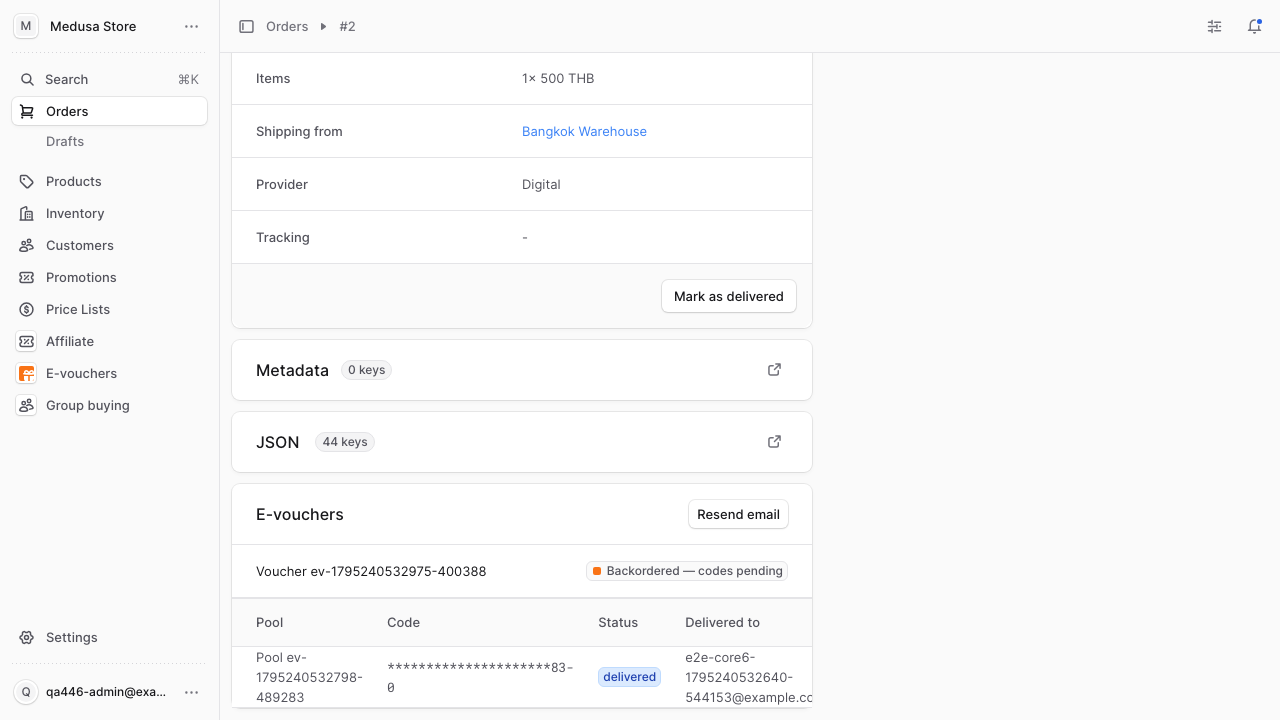 M Medusa Store
Search ⌘K
Orders
Drafts
Products
Inventory
Customers
Promotions
Price Lists
Affiliate
E-vouchers
Group buying
Settings
Q qa446-admin@exa...
Orders #2
Items 1× 500 THB
Shipping from Bangkok Warehouse
Provider Digital
Tracking -
Mark as delivered
Metadata 0 keys
JSON 44 keys
E-vouchers Resend email
Voucher ev-1795240532975-400388 Backordered — codes pending
Pool Code Status Delivered to
Pool ev-
1795240532798-
489283
*********************83-
0
delivered
e2e-core6-
1795240532640-
544153@example.co